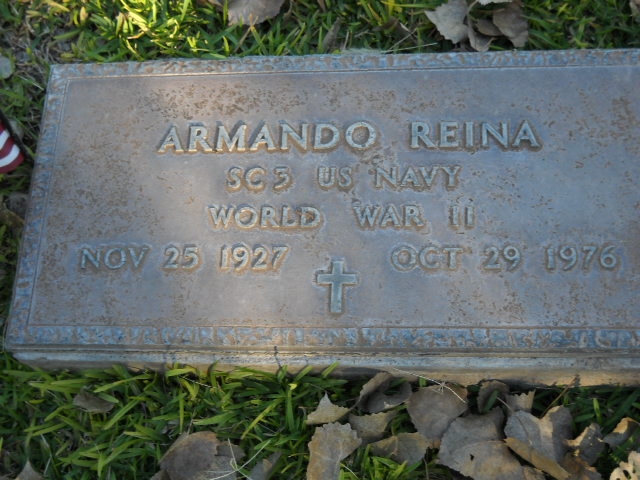 ARMANDO REINA
SC3 US NAVY
WORLD WAR II
NOV 25 1927 OCT 29 1976